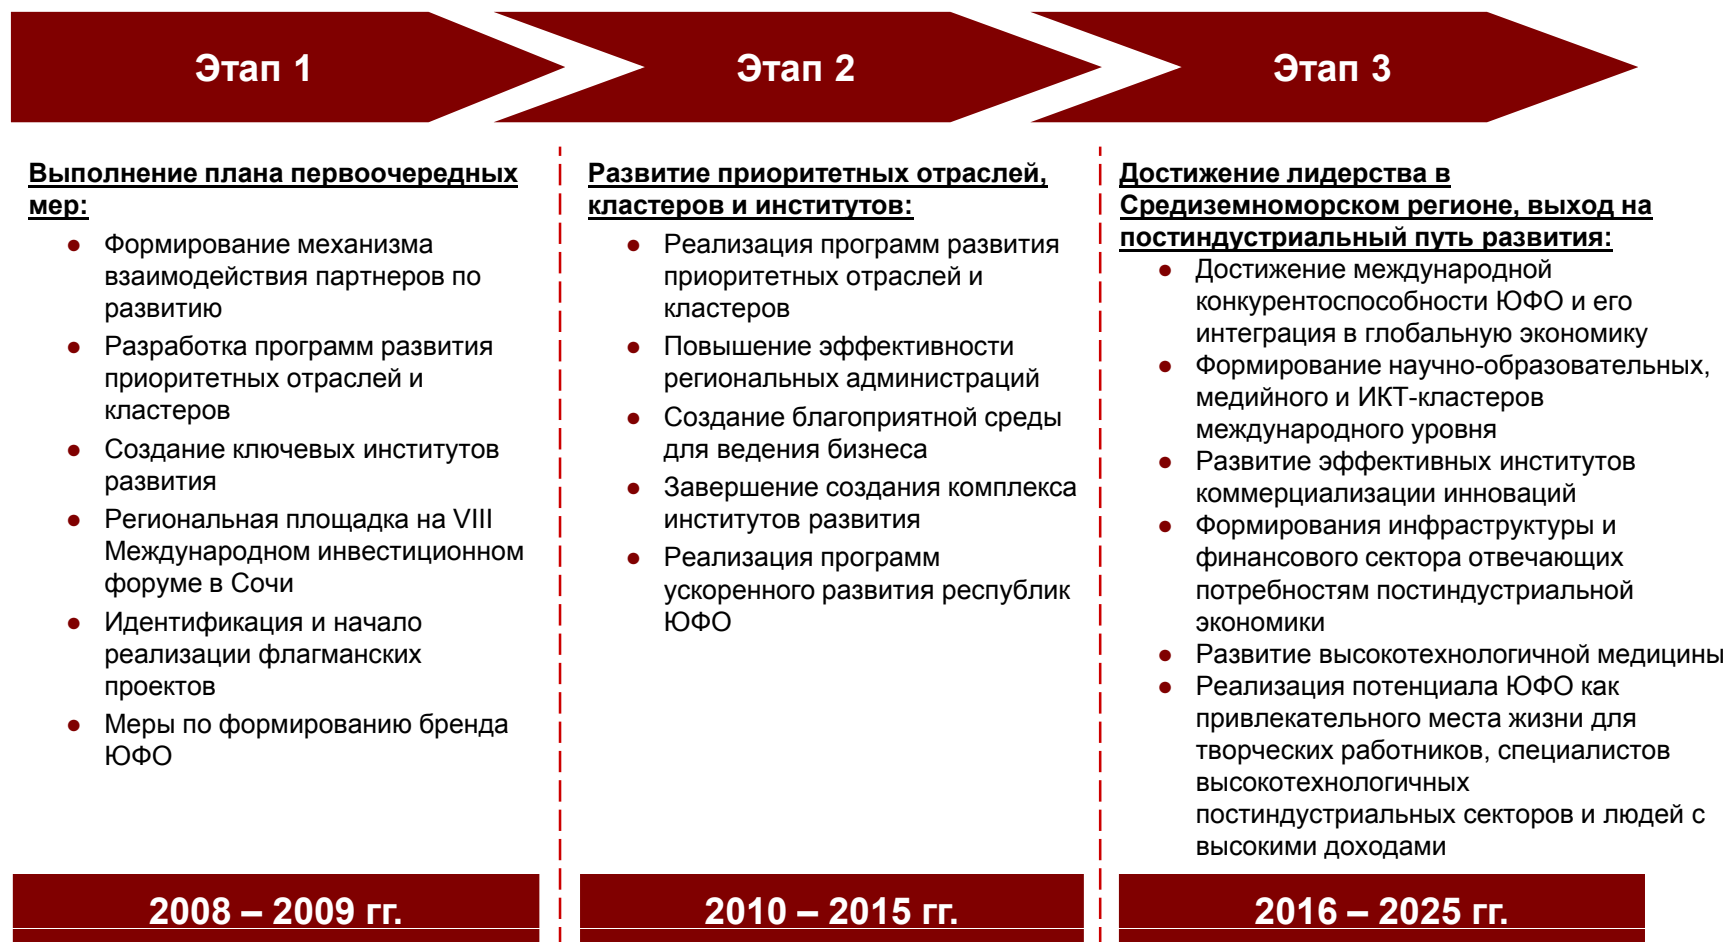 Этап 1
Этап 2
Этап 3
Выполнение плана первоочередных
мер:
● Формирование механизма
взаимодействия партнеров по
развитию
● Разработка программ развития
приоритетных отраслей и
кластеров
● Создание ключевых институтов
развития
● Региональная площадка на VIII
Международном инвестиционном
форуме в Сочи
● Идентификация и начало
реализации флагманских
проектов
● Меры по формированию бренда
ЮФО
2008 – 2009 гг.
Развитие приоритетных отраслей,
кластеров и институтов:
● Реализация программ развития
приоритетных отраслей и
кластеров
● Повышение эффективности
региональных администраций
● Создание благоприятной среды
для ведения бизнеса
● Завершение создания комплекса
институтов развития
● Реализация программ
ускоренного развития республик
ЮФО
2010 – 2015 гг.
Достижение лидерства в
Средиземноморском регионе, выход на
постиндустриальный путь развития:
● Достижение международной
конкурентоспособности ЮФО и его
интеграция в глобальную экономику
● Формирование научно-образовательных,
медийного и ИКТ-кластеров
международного уровня
● Развитие эффективных институтов
коммерциализации инноваций
● Формирования инфраструктуры и
финансового сектора отвечающих
потребностям постиндустриальной
экономики
● Развитие высокотехнологичной медицины
● Реализация потенциала ЮФО как
привлекательного места жизни для
творческих работников, специалистов
высокотехнологичных
постиндустриальных секторов и людей с
высокими доходами
2016 – 2025 гг.